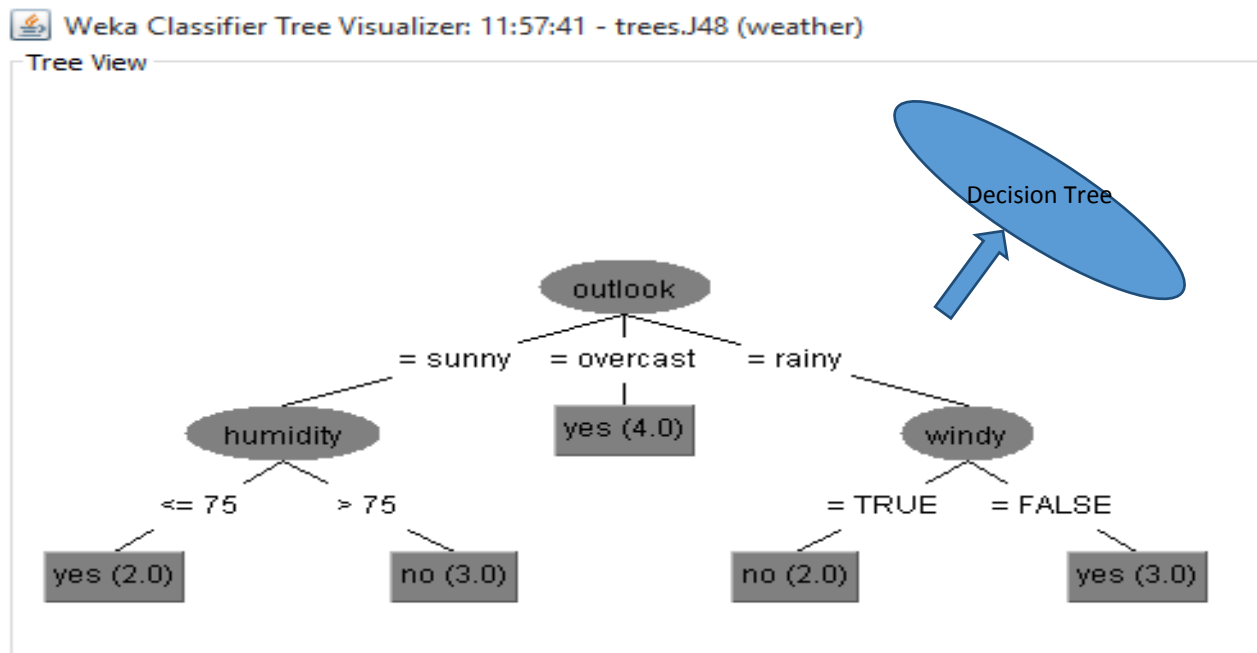 Weka Classifier Tree Visualizer: 11:57:41 - trees.J48 (weather)
Tree View
Decision Tree
outlook
= sunny = overcast = rainy
humidity yes (4.0) windy
<= 75 > 75 = TRUE = FALSE
yes (2.0) no (3.0) no (2.0) yes (3.0)